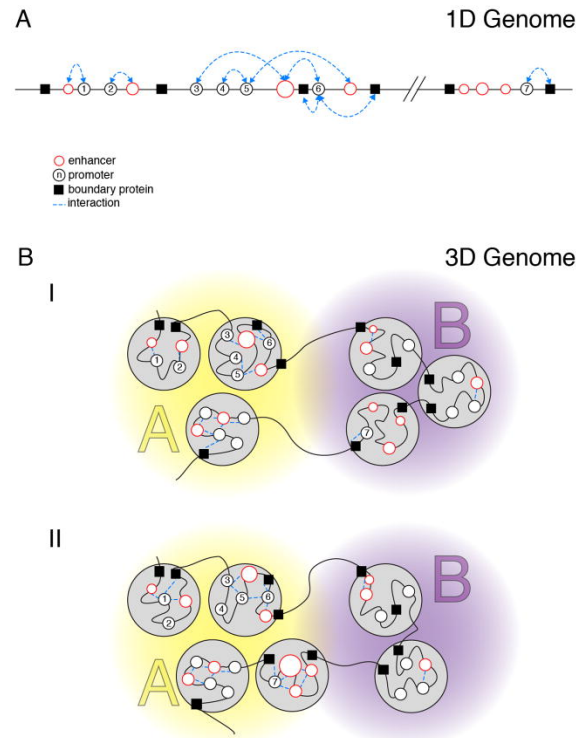 A
1D Genome
1 2 3 4 5 6 7
enhancer
n promoter
boundary protein
interaction
B
3D Genome
I
3
6
1 2 4
5
B
A
7
II
3
1 5 6
4
2
B
A
7